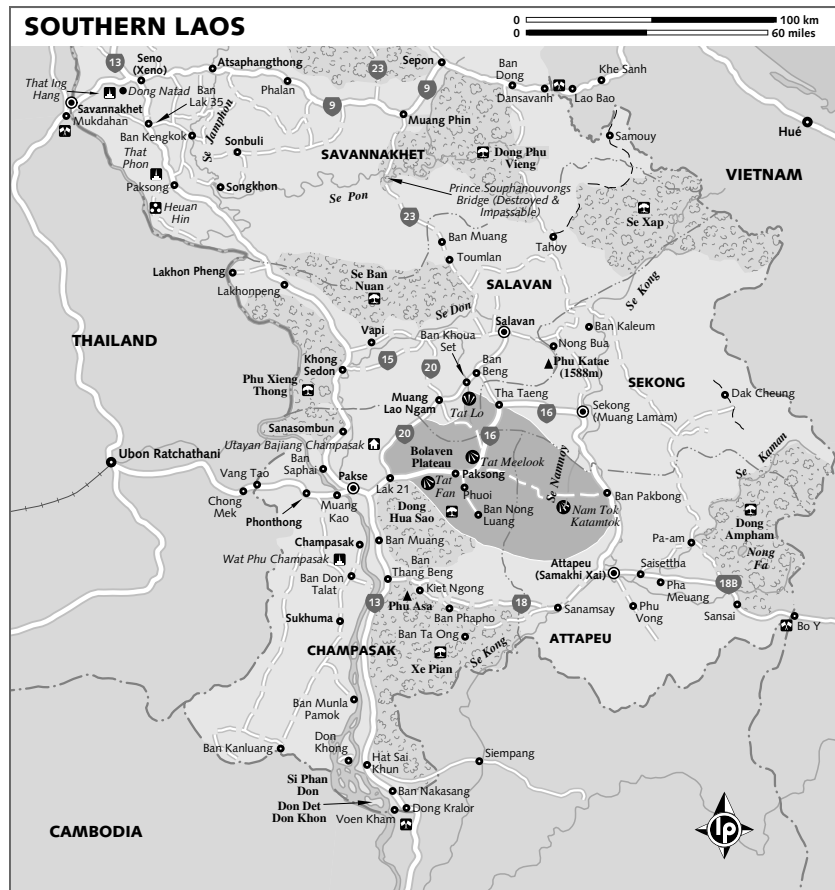 SOUTHERN LAOS
0 100 km
0 60 miles
13
Seno
(Xeno)
Atsaphangthong
23
Sepon
Ban
Dong
Khe Sanh
That Ing
Hang
Dong Natad
Ban
Lak 35
Phalan
9
9
Dansavanh
Lao Bao
Savannakhet
Mukdahan
Muang Phin
Hué
Ban Kengkok
Se Tamphon
Sonbuli
SAVANNAKHET
Dong Phu
Vieng
Samouy
VIETNAM
That
Phon
Paksong
Songkhon
Se Pon
Prince Souphanouvongs
Bridge (Destroyed &
Impassable)
Heuan
Hin
23
Se Xap
Ban Muang
Tahoy
Toumlan
Lakhon Pheng
Se Ban
Nuan
SALAVAN
Se Kong
Lakhonpeng
Se Don
Salavan
Ban Kaleum
THAILAND
Vapi
Ban Khoua
Set
Nong Bua
15
20
Ban
Beng
Phu Katae
(1588m)
Khong
Sedon
SEKONG
Phu Xieng
Thong
Muang
Lao Ngam
Tat Lo
Tha Taeng
16
Sekong
(Muang Lamam)
Dak Cheung
Sanasombun
20
16
Utayan Bajiang Champasak
Bolaven
Plateau
Tat Meelook
Se Kaman
Ubon Ratchathani
Ban
Saphai
Vang Tao
Pakse
Lak 21
Paksong
Tat
Fan
Phuoi
Se Namnoy
Ban Pakbong
Chong
Mek
Phonthong
Muang
Kao
Dong
Hua Sao
Ban Nong
Luang
Nam Tok
Katamtok
Dong
Ampham
Champasak
Ban Muang
Pa-am
Nong
Fa
Wat Phu Champasak
Ban
Thang Beng
Attapeu
(Samakhi Xai)
Saisettha
Ban Don
Talat
Kiet Ngong
Pha
Meuang
18B
13
Phu Asa
18
Sanamsay
Phu
Vong
Sansai
Sukhuma
Ban Phapho
Bo Y
Ban Ta Ong
CHAMPASAK
Xe Pian
Se Kong
ATTAPEU
Ban Munla
Pamok
Don
Khong
Ban Kanluang
Hat Sai
Khun
Siempang
Si Phan
Don
Ban Nakasang
Don Det
Don Khon
Dong Kralor
Voen Kham
CAMBODIA
lp